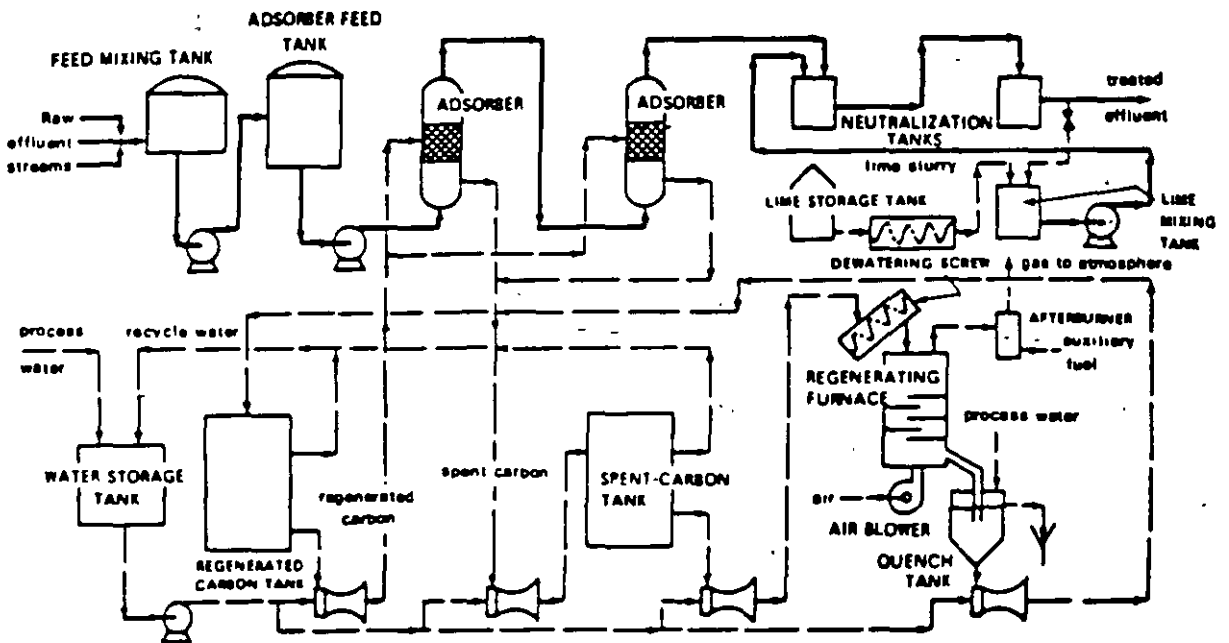 ADSORBER FEED
TANK
FEED MIXING TANK
Raw
effluent
streams
ADSORBER
ADSORBER
treated
effluent
NEUTRALIZATION
TANKS
lime slurry
LIME STORAGE TANK
LIME
MIXING
TANK
DEWATERING SCREW
gas to atmosphere
process
water
recycle water
AFTERBURNER
auxiliary
fuel
REGENERATING
FURNACE
process water
WATER STORAGE
TANK
spent carbon
SPENT-CARBON
TANK
regenerated
carbon
air
AIR BLOWER
REGENERATED
CARBON TANK
QUENCH
TANK